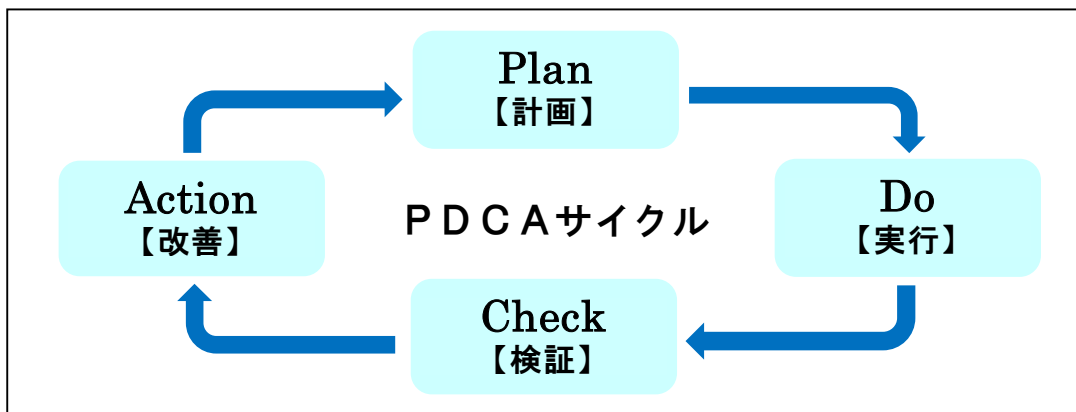 Plan
【計画】
Do
【実行】
PDCAサイクル
Action
【改善】
Check
【検証】